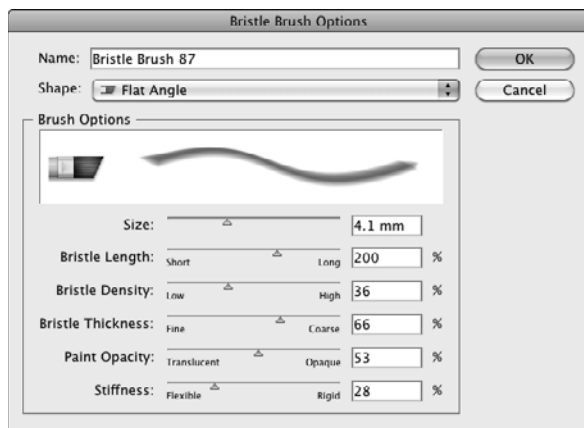 Bristle Brush Options
Name: Bristle Brush 87
OK
Shape: Flat Angle
Cancel
Brush Options
Size: 4.1 mm
Bristle Length: Short Long 200 %
Bristle Density: Low High 36 %
Bristle Thickness: Fine Coarse 66 %
Paint Opacity: Translucent Opaque 53 %
Stiffness: Flexible Rigid 28 %